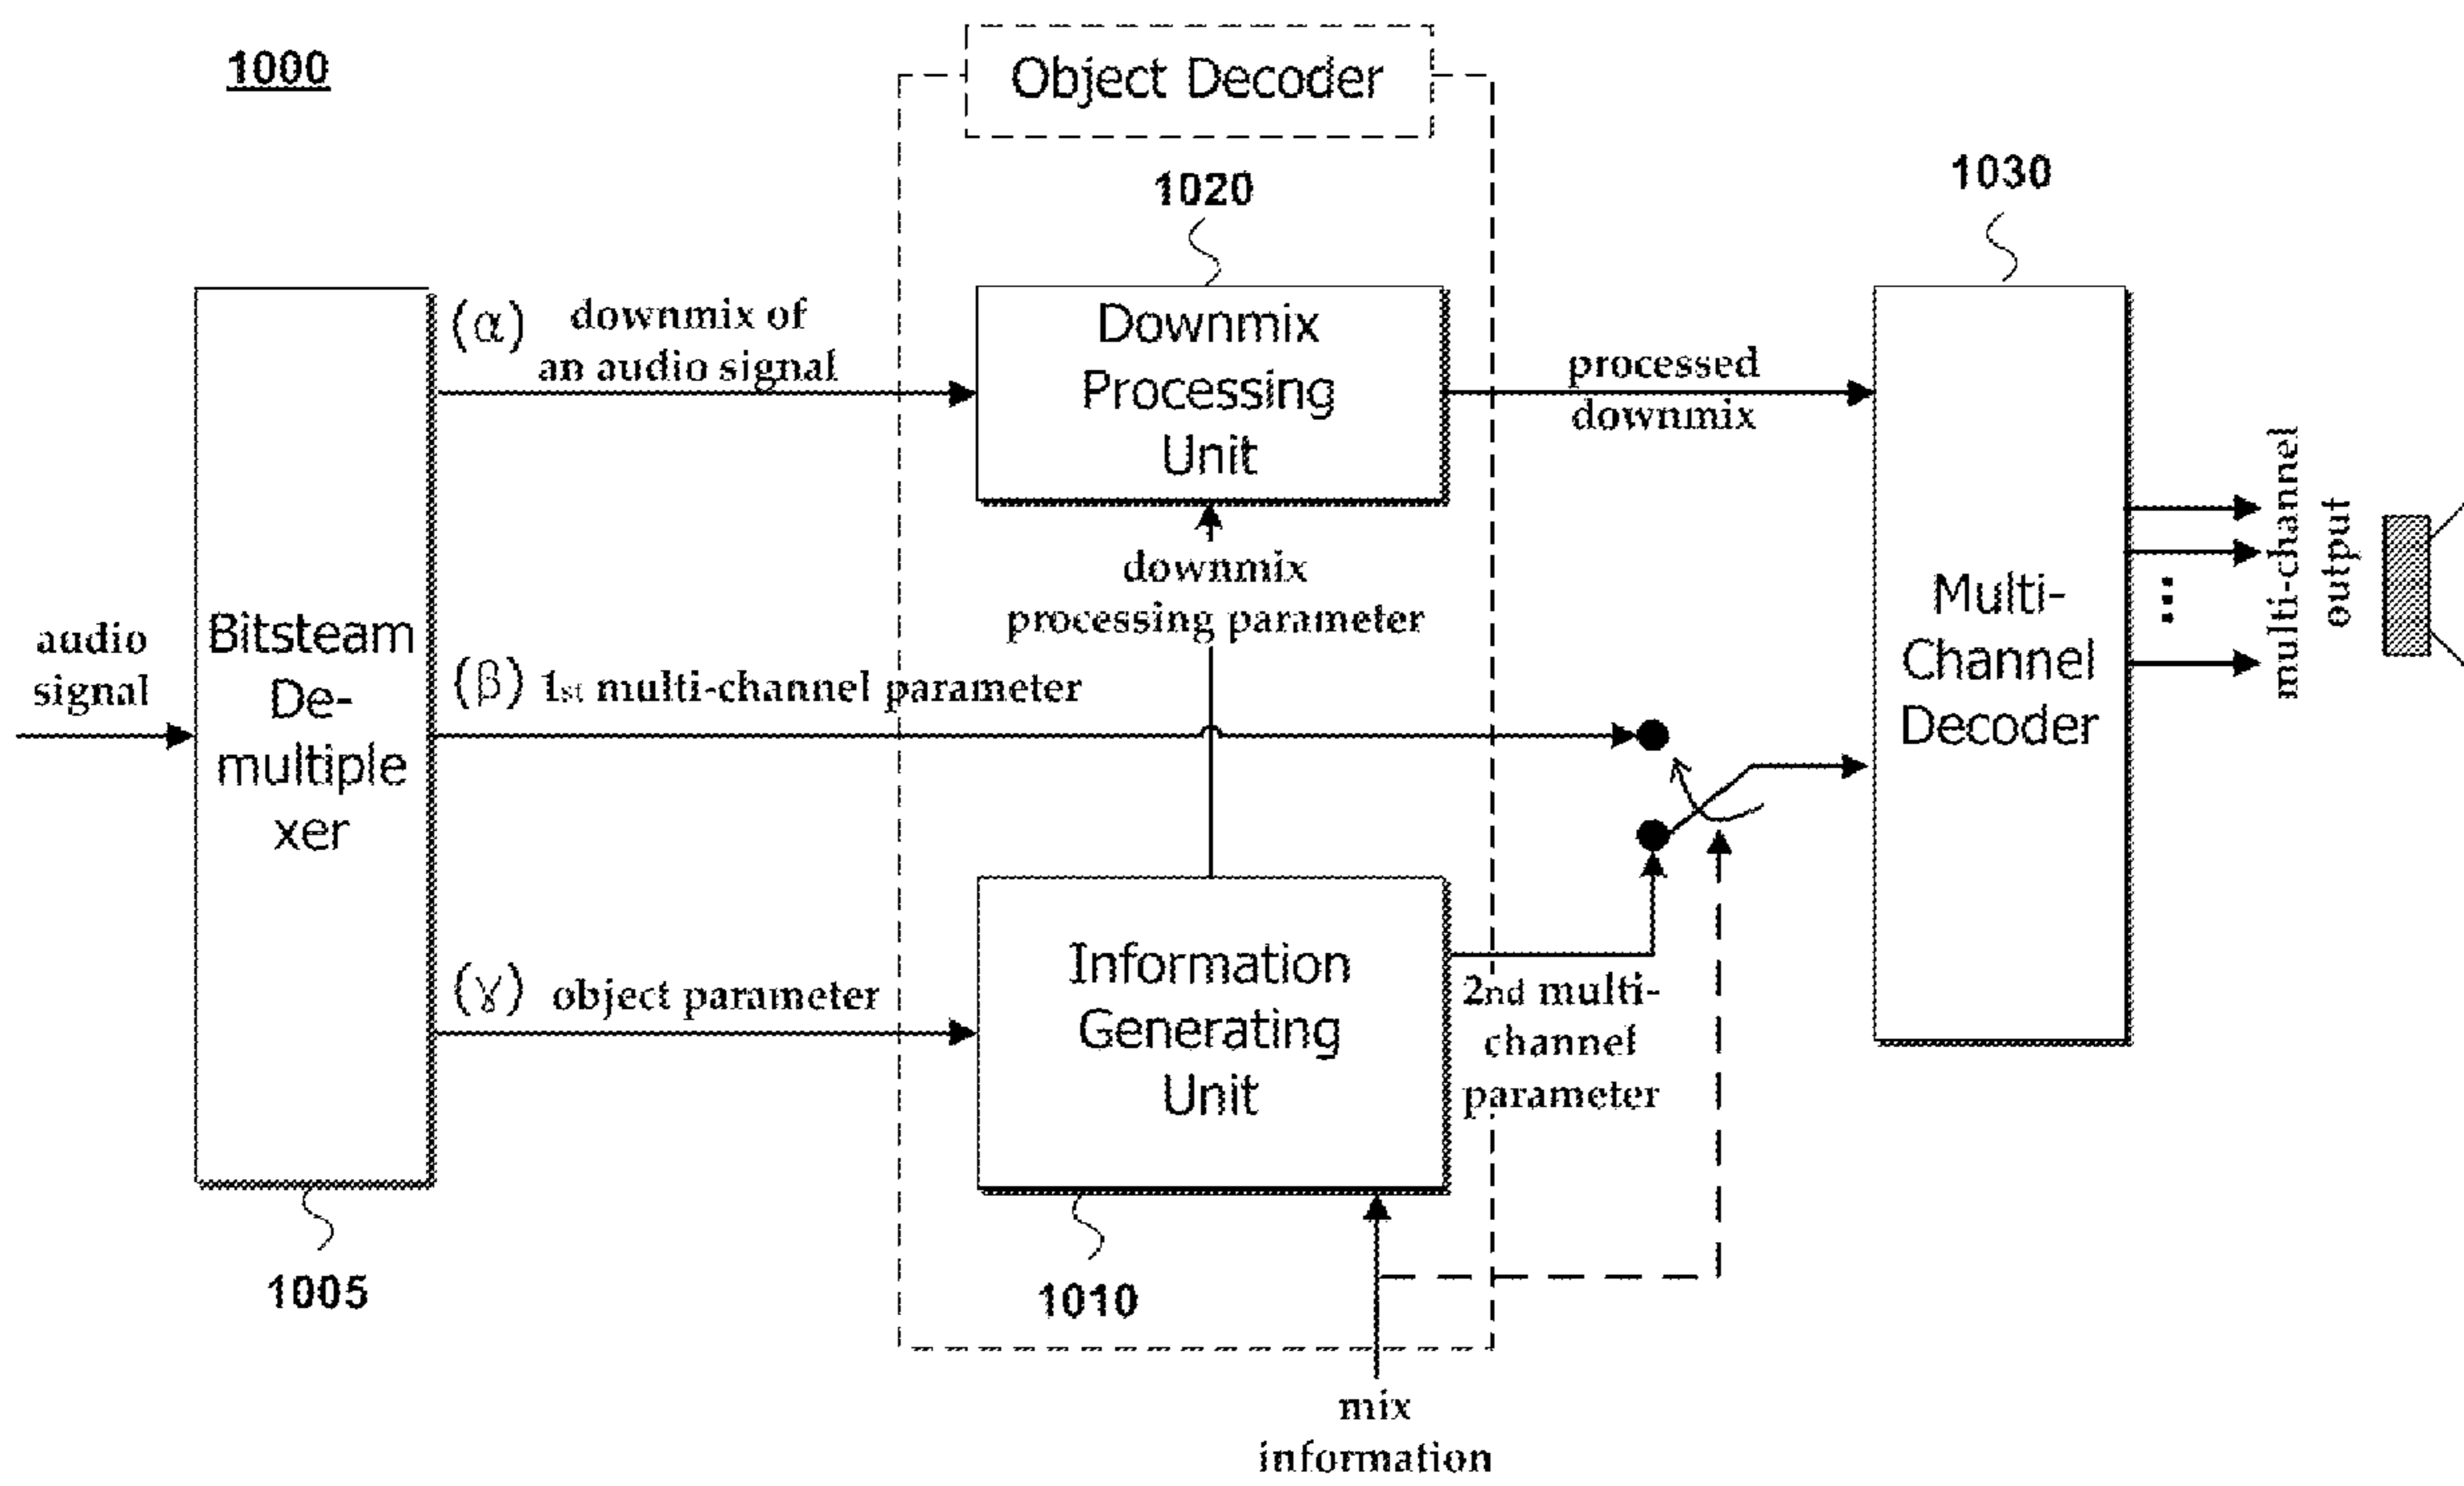 1000
Object Decoder
1020
1030
(α) downmix of
an audio signal
Downmix
Processing
Unit
processed
downmix
downmix
processing parameter
multi-channel
output
audio
signal
Bitsteam
De-
multiple
xer
(β) 1st multi-channel parameter
Multi-
Channel
Decoder
(γ) object parameter
Information
Generating
Unit
2nd multi-
channel
parameter
1005
1010
mix
information